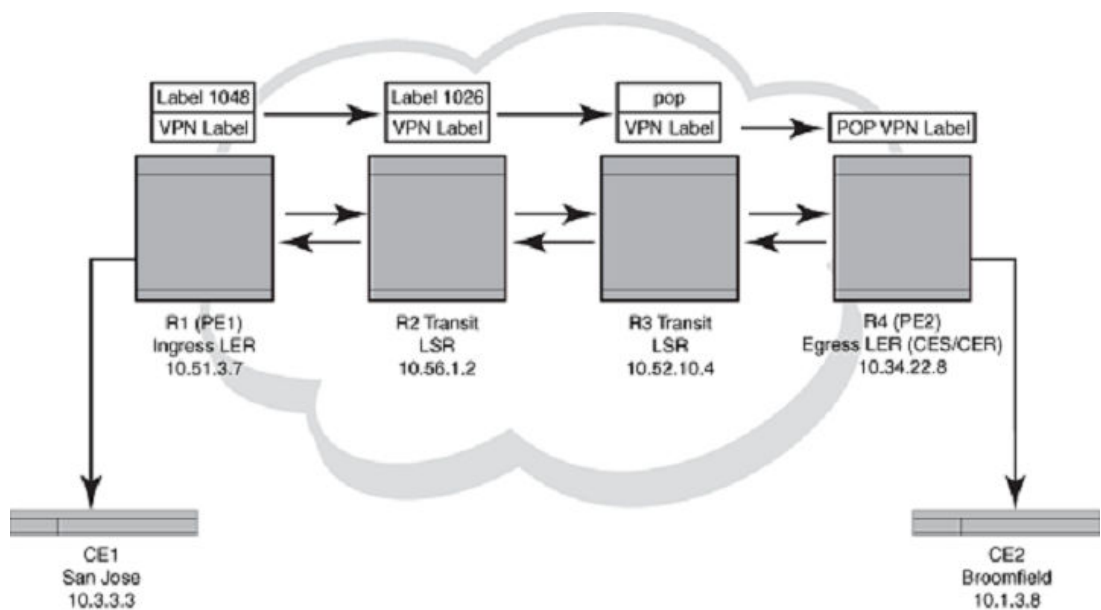 Label 1048
VPN Label
Label 1026
VPN Label
pop
VPN Label
POP VPN Label
R1 (PE1)
Ingress LER
10.51.3.7
R2 Transit
LSR
10.56.1.2
R3 Transit
LSR
10.52.10.4
R4 (PE2)
Egress LER (CES/CER)
10.34.22.8
CE1
San Jose
10.3.3.3
CE2
Broomfield
10.1.3.8